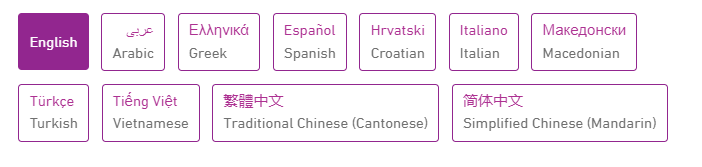 English
عربى
Arabic
Ελληνικά
Greek
Español
Spanish
Hrvatski
Croatian
Italiano
Italian
Македонски
Macedonian
Türkçe
Turkish
Tiếng Việt
Vietnamese
繁體中文
Traditional Chinese (Cantonese)
简体中文
Simplified Chinese (Mandarin)